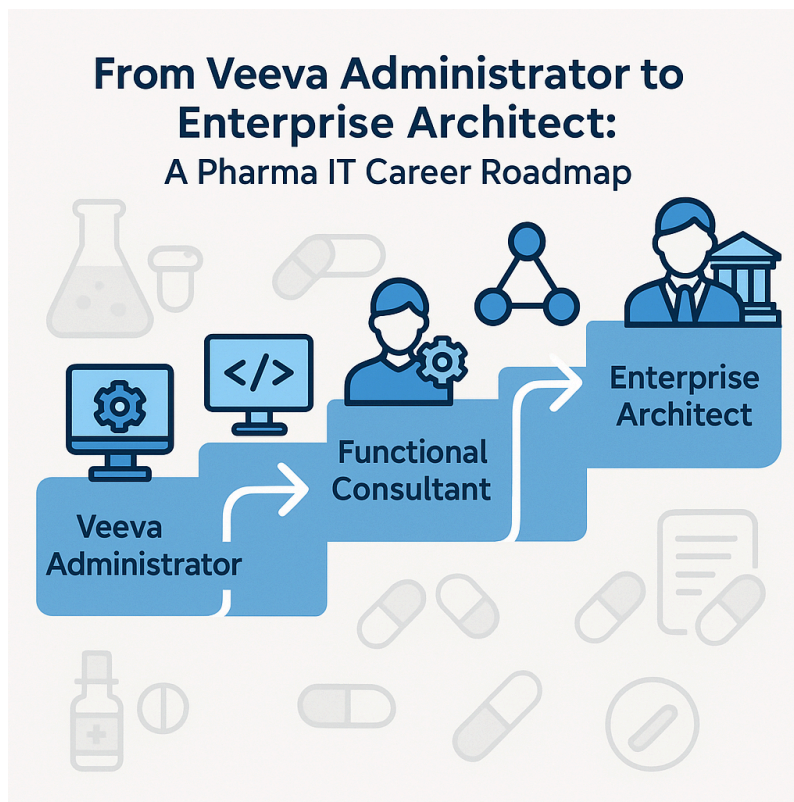 From Veeva Administrator to
Enterprise Architect:
A Pharma IT Career Roadmap
</>
Enterprise
Architect
Functional
Consultant
Veeva
Administrator